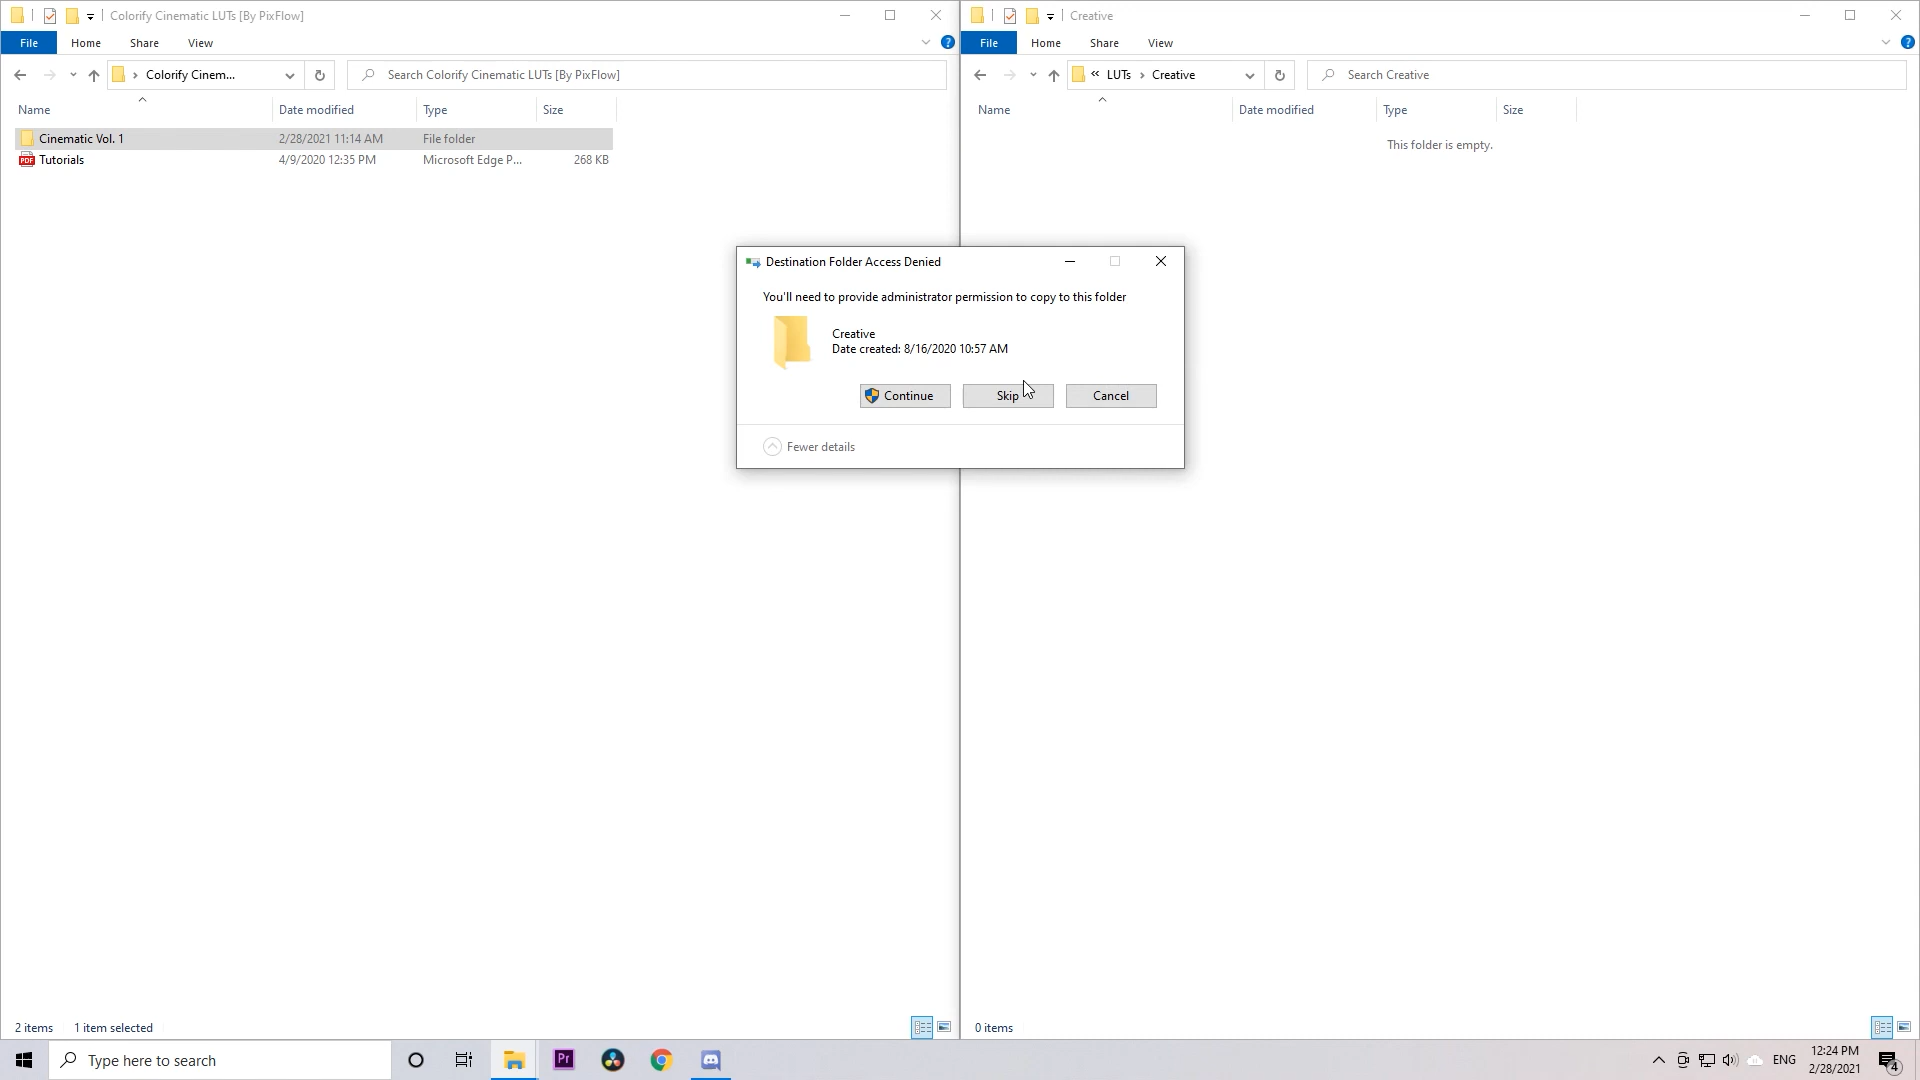 Colorify Cinematic LUTs [By PixFlow]
File Home Share View
Colorify Cinem... Search Colorify Cinematic LUTs [By PixFlow]
Name Date modified Type Size
Cinematic Vol. 1 2/28/2021 11:14 AM File folder
PDF Tutorials 4/9/2020 12:35 PM Microsoft Edge P... 268 KB
2 items 1 item selected
Creative
File Home Share View
« LUTs Creative Search Creative
Name Date modified Type Size
This folder is empty.
0 items
Destination Folder Access Denied
You'll need to provide administrator permission to copy to this folder
Creative
Date created: 8/16/2020 10:57 AM
Continue Skip Cancel
Fewer details
Type here to search
Pr
ENG
12:24 PM
2/28/2021
4